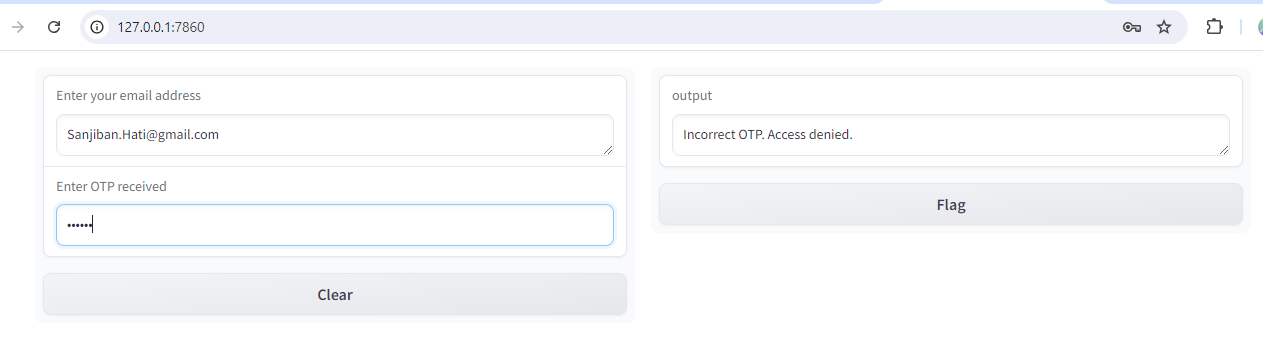 127.0.0.1:7860
Enter your email address
Sanjiban.Hati@gmail.com
Enter OTP received
••••••
Clear
output
Incorrect OTP. Access denied.
Flag